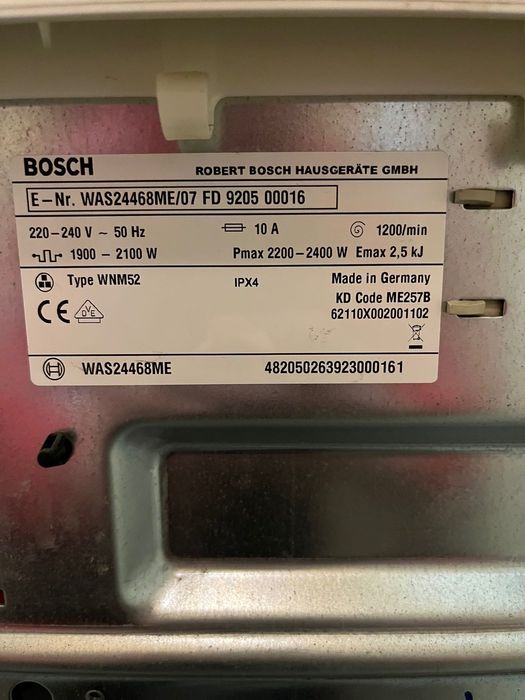 BOSCH ROBERT BOSCH HAUSGERÄTE GMBH
E-Nr. WAS24468ME/07 FD 9205 00016
220-240 V ~ 50 Hz 10 A 1200/min
1900 - 2100 W Pmax 2200-2400 W Emax 2,5 kJ
Type WNM52 IPX4 Made in Germany
KD Code ME257B
CE DVE 62110X002001102
WAS24468ME 482050263923000161